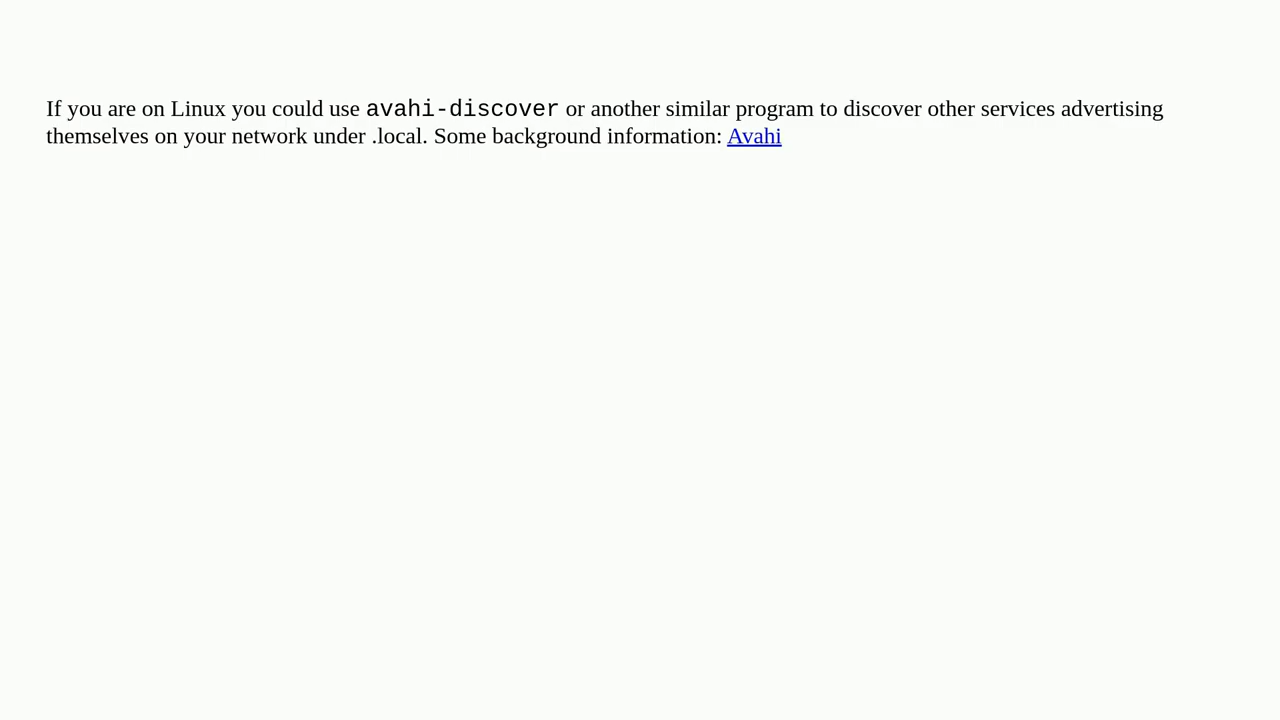 If you are on Linux you could use avahi-discover or another similar program to discover other services advertising
themselves on your network under .local. Some background information: Avahi